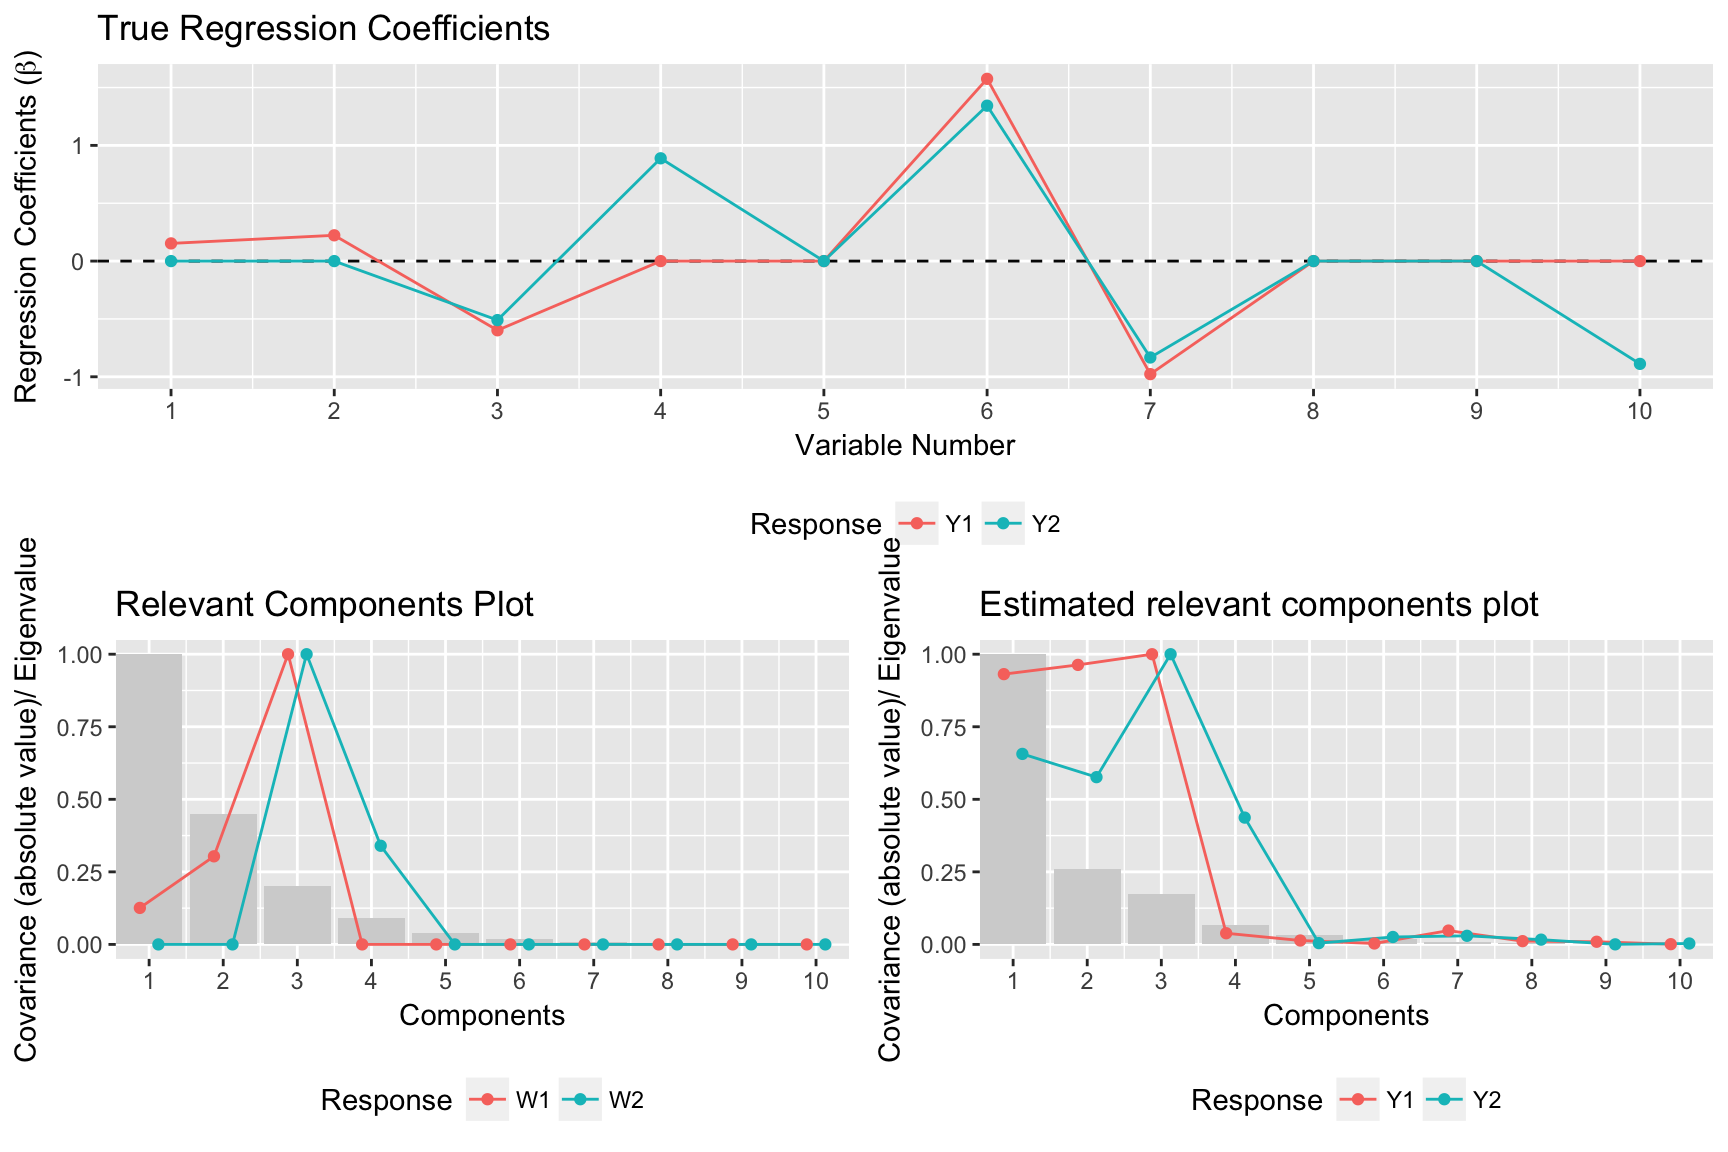 True Regression Coefficients
Regression Coefficients (β)
1
0
-1
1 2 3 4 5 6 7 8 9 10
Variable Number
Response Y1 Y2
Relevant Components Plot
Covariance (absolute value)/ Eigenvalue
1.00
0.75
0.50
0.25
0.00
1 2 3 4 5 6 7 8 9 10
Components
Response W1 W2
Estimated relevant components plot
Covariance (absolute value)/ Eigenvalue
1.00
0.75
0.50
0.25
0.00
1 2 3 4 5 6 7 8 9 10
Components
Response Y1 Y2